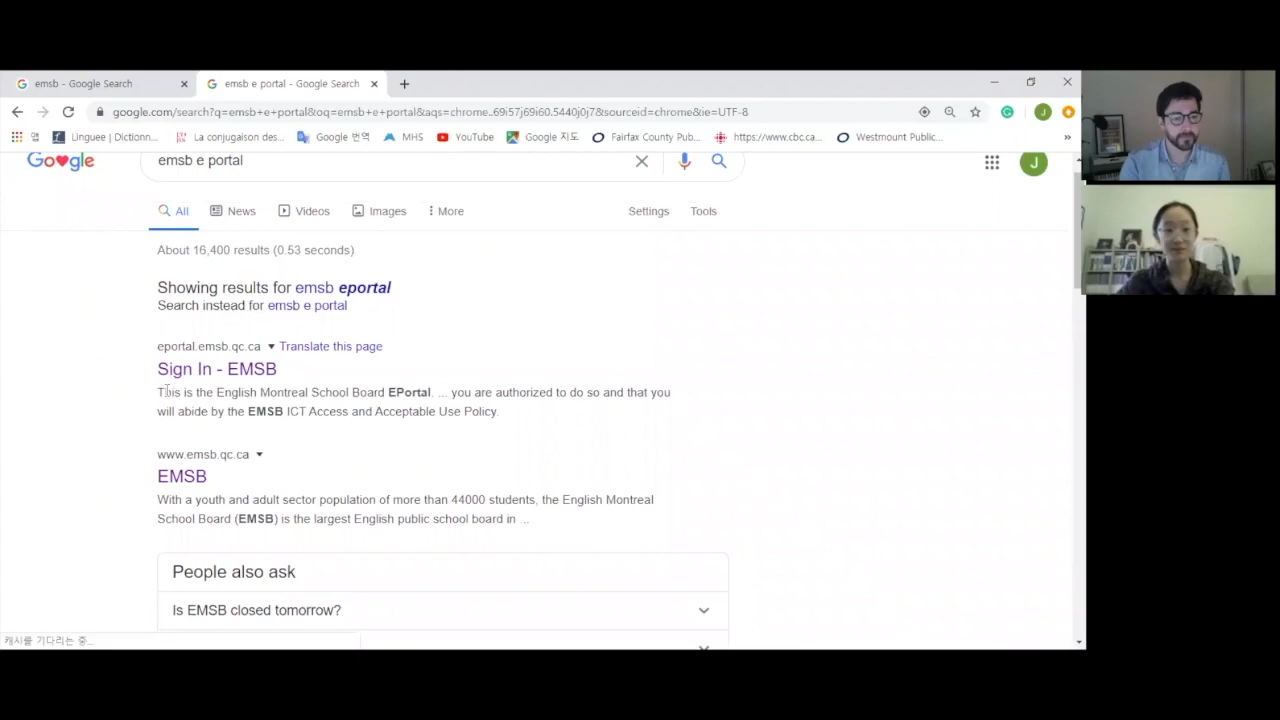 emsb - Google Search
emsb e portal - Google Search
google.com/search?q=emsb+e+portal&oq=emsb+e+portal&aqs=chrome..69i57j69i60.5440j0j7&sourceid=chrome&ie=UTF-8
J
앱 Linguee | Dictionn... La conjugaison des... Google 번역 MHS YouTube Google 지도 Fairfax County Pub... https://www.cbc.ca... Westmount Public... »
Google
emsb e portal
J
All News Videos Images More Settings Tools
About 16,400 results (0.53 seconds)
Showing results for emsb eportal
Search instead for emsb e portal
eportal.emsb.qc.ca Translate this page
Sign In - EMSB
This is the English Montreal School Board EPortal. ... you are authorized to do so and that you
will abide by the EMSB ICT Access and Acceptable Use Policy.
www.emsb.qc.ca
EMSB
With a youth and adult sector population of more than 44000 students, the English Montreal
School Board (EMSB) is the largest English public school board in ...
People also ask
Is EMSB closed tomorrow?
캐시를 기다리는 중...